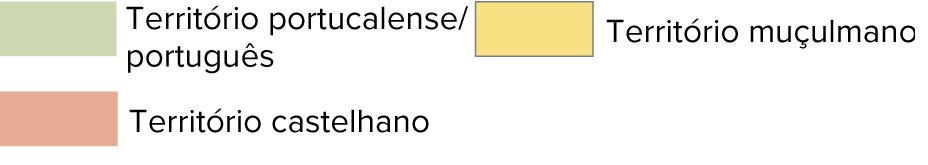 Território portucalense/
português
Território muçulmano
Território castelhano